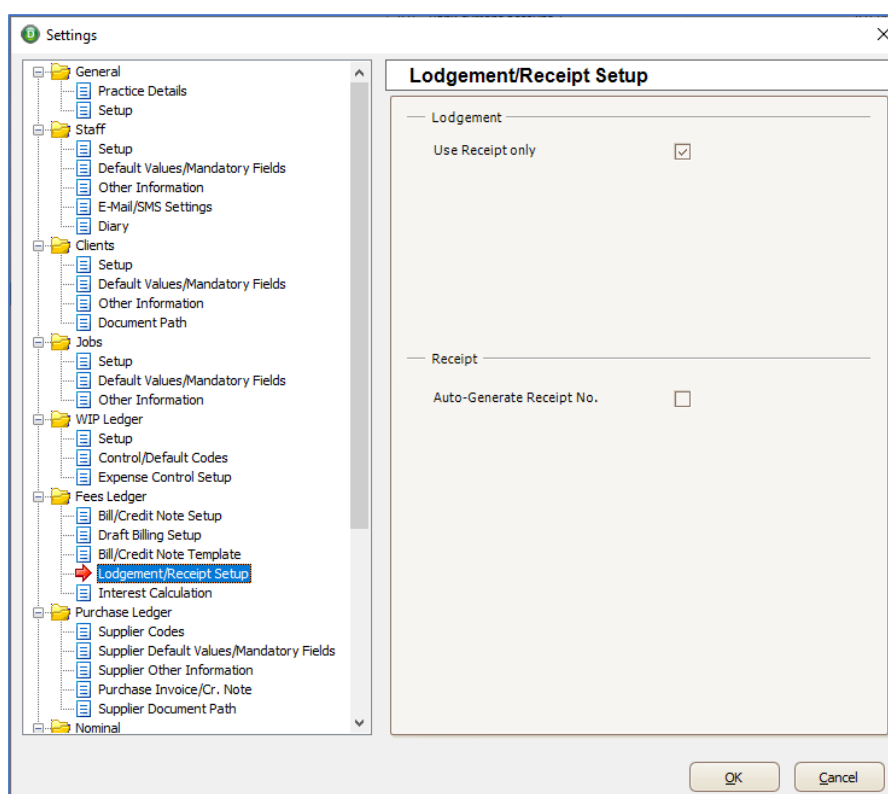 Settings
General
Practice Details
Setup
Staff
Setup
Default Values/Mandatory Fields
Other Information
E-Mail/SMS Settings
Diary
Clients
Setup
Default Values/Mandatory Fields
Other Information
Document Path
Jobs
Setup
Default Values/Mandatory Fields
Other Information
WIP Ledger
Setup
Control/Default Codes
Expense Control Setup
Fees Ledger
Bill/Credit Note Setup
Draft Billing Setup
Bill/Credit Note Template
Lodgement/Receipt Setup
Interest Calculation
Purchase Ledger
Supplier Codes
Supplier Default Values/Mandatory Fields
Supplier Other Information
Purchase Invoice/Cr. Note
Supplier Document Path
Nominal
Lodgement/Receipt Setup
Lodgement
Use Receipt only
Receipt
Auto-Generate Receipt No.
OK Cancel